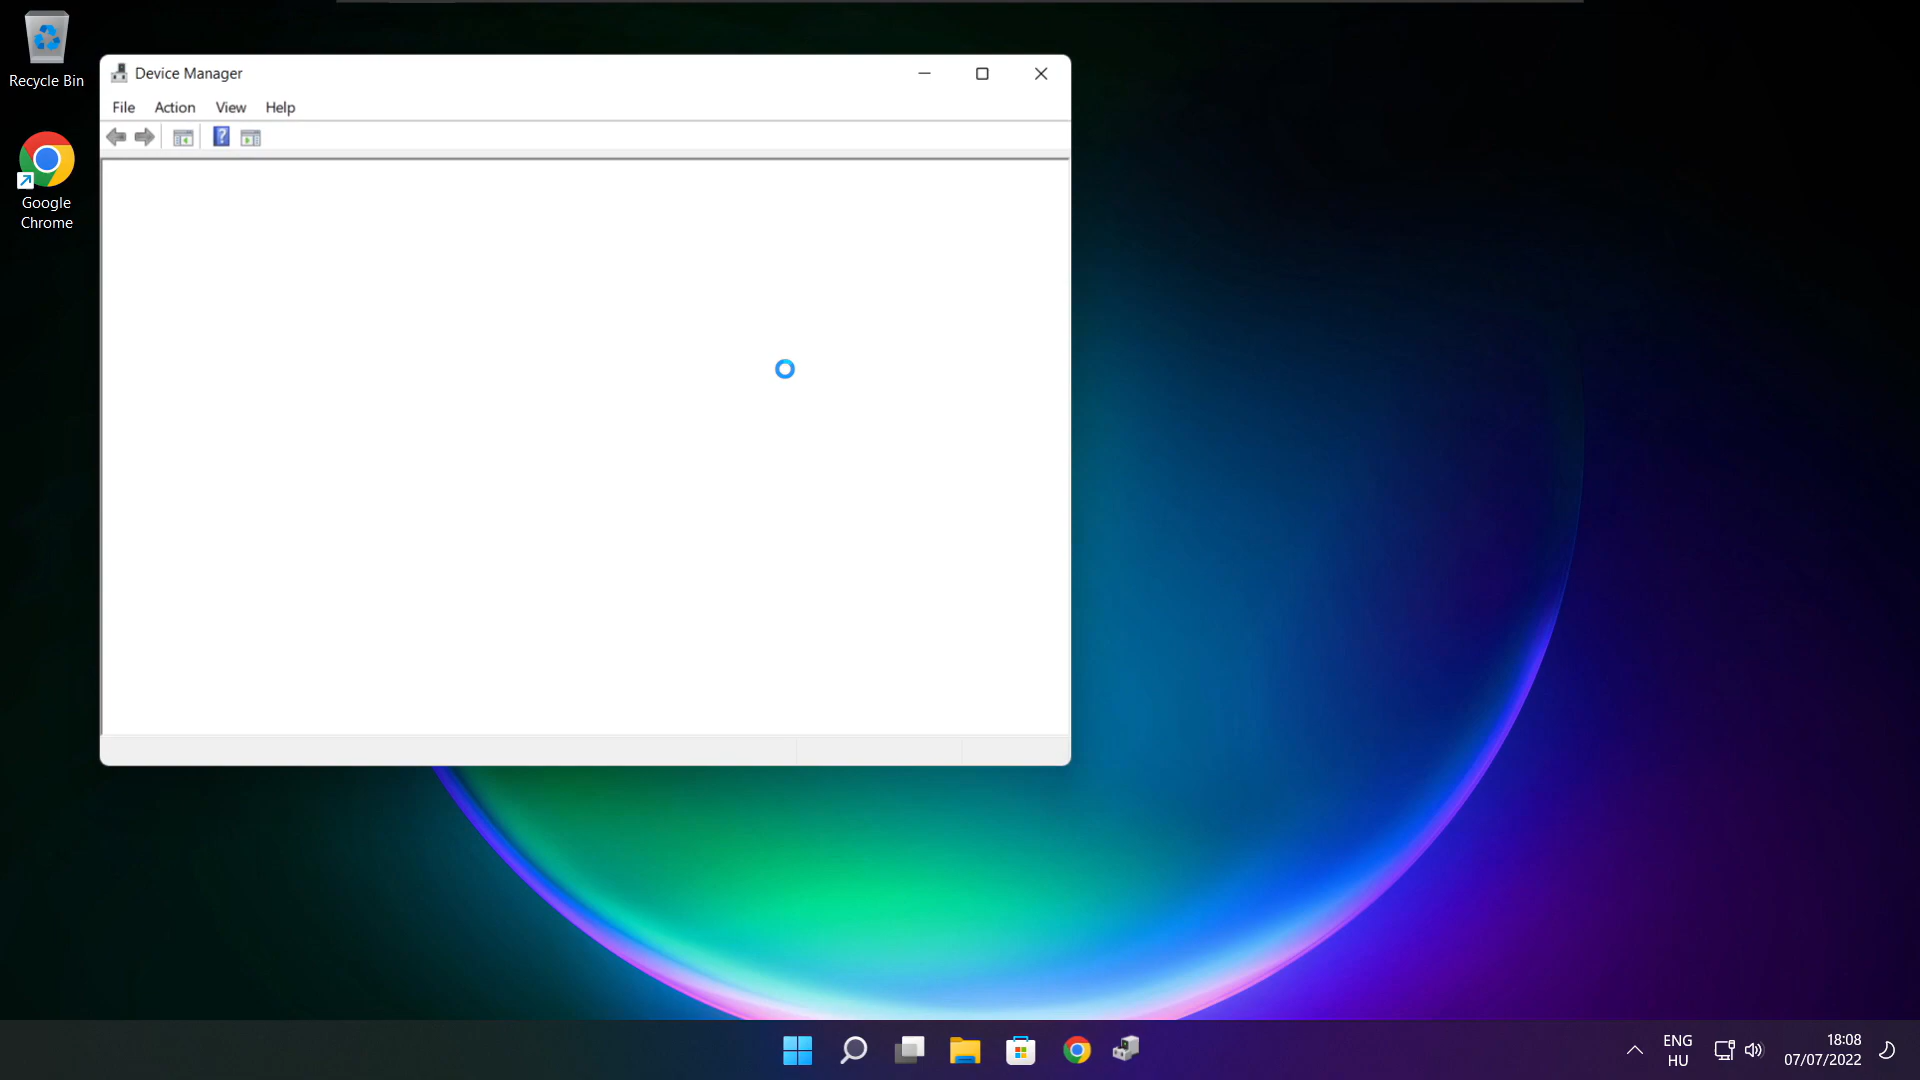 Recycle Bin
Device Manager
File Action View Help
?
Google
Chrome
ENG
HU
18:08
07/07/2022